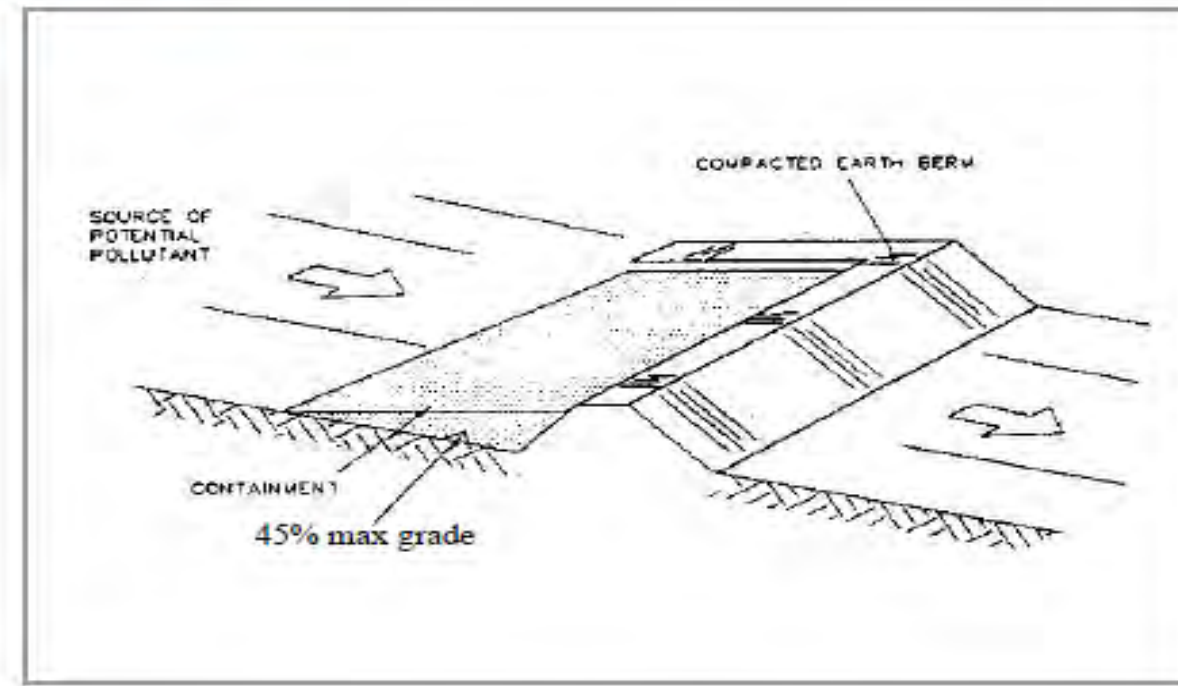 COMPACTED EARTH BERM
SOURCE OF
POTENTIAL
POLLUTANT
CONTAINMENT
45% max grade